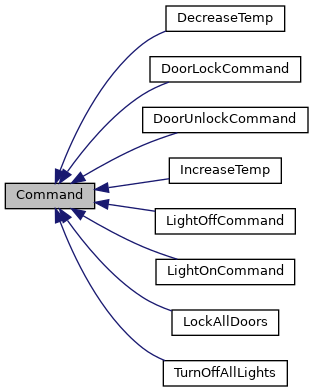 DecreaseTemp
DoorLockCommand
DoorUnlockCommand
IncreaseTemp
Command
LightOffCommand
LightOnCommand
LockAllDoors
TurnOffAllLights